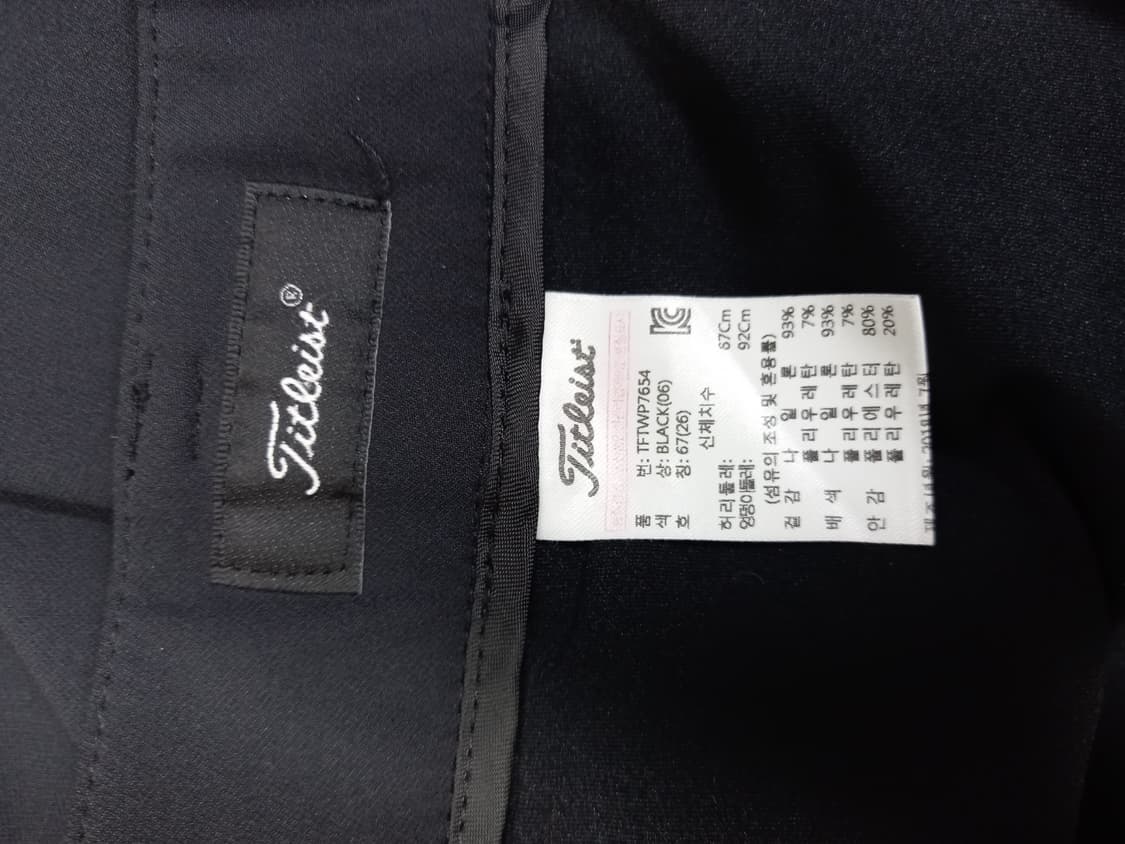 Titleist®
Titleist
품 번: TFTWP7654
색 상: BLACK(06)
호 칭: 67(26)
신체치수
허리둘레: 67Cm
엉덩이둘레: 92Cm
(섬유의 조성 및 혼용률)
겉 감 나 일 론 93%
폴 리 우 레 탄 7%
배 색 나 일 론 93%
폴 리 우 레 탄 7%
안 감 폴 리 에 스 터 80%
폴 리 우 레 탄 20%